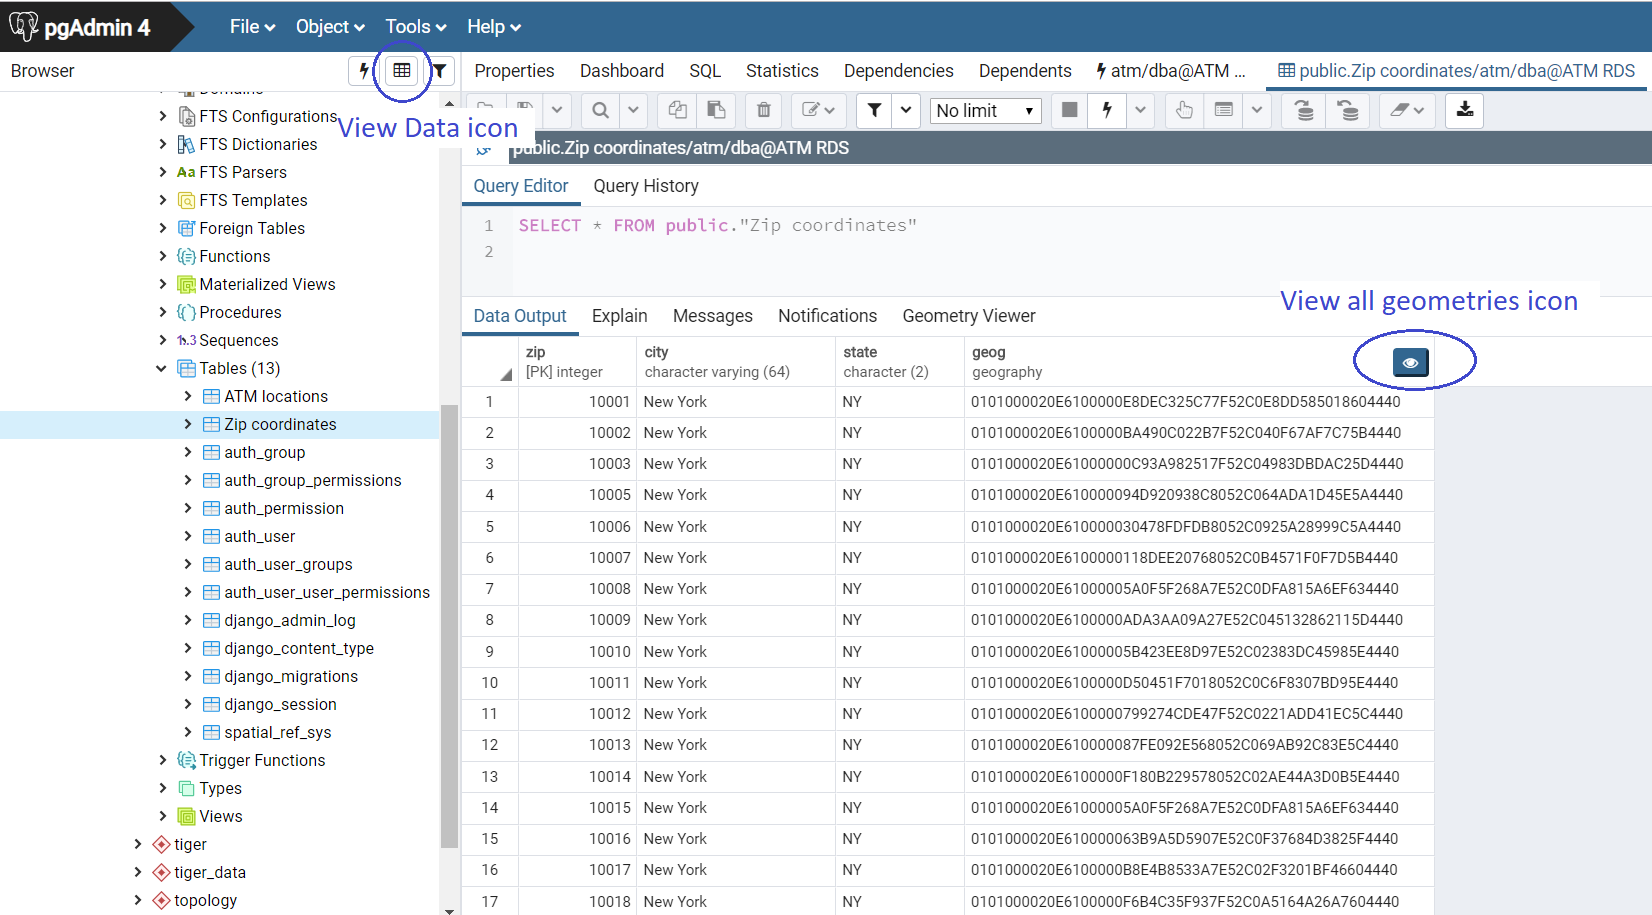 pgAdmin 4
File Object Tools Help
Browser
Properties Dashboard SQL Statistics Dependencies Dependents atm/dba@ATM ... public.Zip coordinates/atm/dba@ATM RDS
No limit
View Data icon
public.Zip coordinates/atm/dba@ATM RDS
Query Editor Query History
1 SELECT * FROM public."Zip coordinates"
2
View all geometries icon
Data Output Explain Messages Notifications Geometry Viewer
zip city state geog
[PK] integer character varying (64) character (2) geography
1 10001 New York NY 0101000020E6100000E8DEC325C77F52C0E8DD585018604440
2 10002 New York NY 0101000020E6100000BA490C022B7F52C040F67AF7C75B4440
3 10003 New York NY 0101000020E61000000C93A982517F52C04983DBDAC25D4440
4 10005 New York NY 0101000020E610000094D920938C8052C064ADA1D45E5A4440
5 10006 New York NY 0101000020E610000030478FDFDB8052C0925A28999C5A4440
6 10007 New York NY 0101000020E6100000118DEE20768052C0B4571F0F7D5B4440
7 10008 New York NY 0101000020E61000005A0F5F268A7E52C0DFA815A6EF634440
8 10009 New York NY 0101000020E6100000ADA3AA09A27E52C045132862115D4440
9 10010 New York NY 0101000020E61000005B423EE8D97E52C02383DC45985E4440
10 10011 New York NY 0101000020E6100000D50451F7018052C0C6F8307BD95E4440
11 10012 New York NY 0101000020E6100000799274CDE47F52C0221ADD41EC5C4440
12 10013 New York NY 0101000020E610000087FE092E568052C069AB92C83E5C4440
13 10014 New York NY 0101000020E6100000F180B229578052C02AE44A3D0B5E4440
14 10015 New York NY 0101000020E61000005A0F5F268A7E52C0DFA815A6EF634440
15 10016 New York NY 0101000020E610000063B9A5D5907E52C0F37684D3825F4440
16 10017 New York NY 0101000020E6100000B8E4B8533A7E52C02F3201BF46604440
17 10018 New York NY 0101000020E6100000F6B4C35F937F52C0A5164A26A7604440
Domains
FTS Configurations
FTS Dictionaries
Aa FTS Parsers
FTS Templates
Foreign Tables
Functions
Materialized Views
Procedures
1..3 Sequences
Tables (13)
ATM locations
Zip coordinates
auth_group
auth_group_permissions
auth_permission
auth_user
auth_user_groups
auth_user_user_permissions
django_admin_log
django_content_type
django_migrations
django_session
spatial_ref_sys
Trigger Functions
Types
Views
tiger
tiger_data
topology